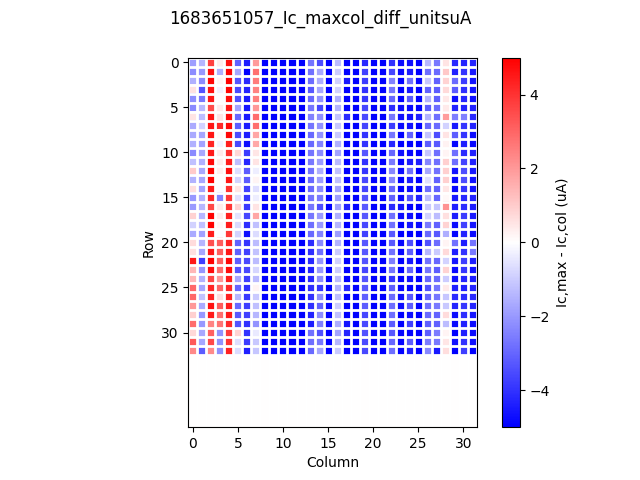 1683651057_Ic_maxcol_diff_unitsuA
0
5
10
15
20
25
30
Row
0 5 10 15 20 25 30
Column
4
2
0
−2
−4
Ic,max - Ic,col (uA)